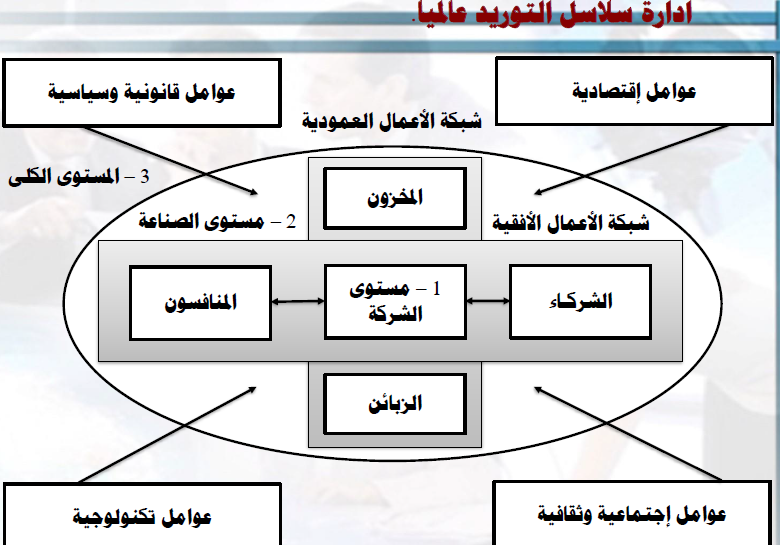 ادارة سلاسل التوريد عالمياً.
عوامل إقتصادية
عوامل قانونية وسياسية
شبكة الأعمال العمودية
3 – المستوى الكلى
المخزون
شبكة الأعمال الأفقية
2 – مستوى الصناعة
الشركاء
1 – مستوى
الشركة
المنافسون
الزبائن
عوامل إجتماعية وثقافية
عوامل تكنولوجية